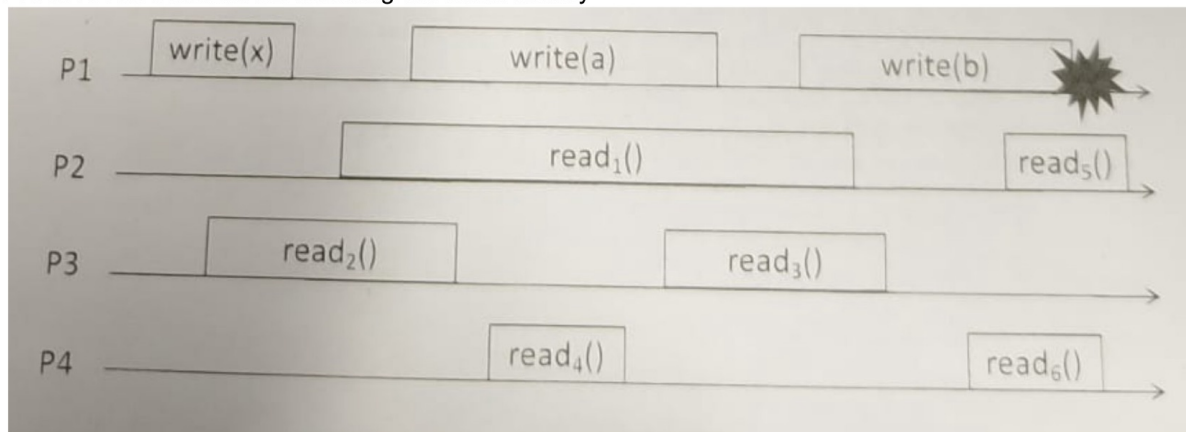 P1 write(x) write(a) write(b)
P2 read₁() read₅()
P3 read₂() read₃()
P4 read₄() read₆()